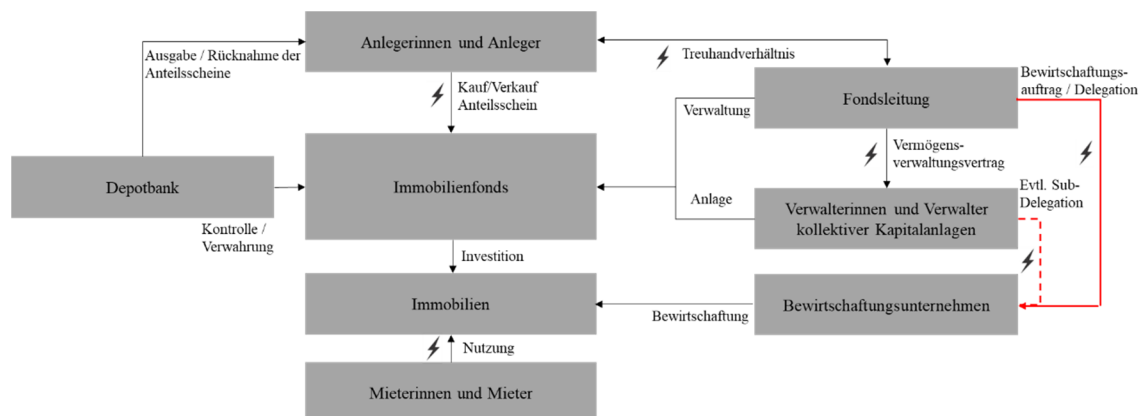 Anlegerinnen und Anleger
Ausgabe / Rücknahme der
Anteilsscheine
Treuhandverhältnis
Bewirtschaftungs-
auftrag / Delegation
Kauf/Verkauf
Anteilsschein
Fondsleitung
Verwaltung
Vermögens-
verwaltungsvertrag
Depotbank
Immobilienfonds
Anlage
Evtl. Sub-
Delegation
Verwalterinnen und Verwalter
kollektiver Kapitalanlagen
Kontrolle /
Verwahrung
Investition
Immobilien
Bewirtschaftung
Bewirtschaftungsunternehmen
Nutzung
Mieterinnen und Mieter